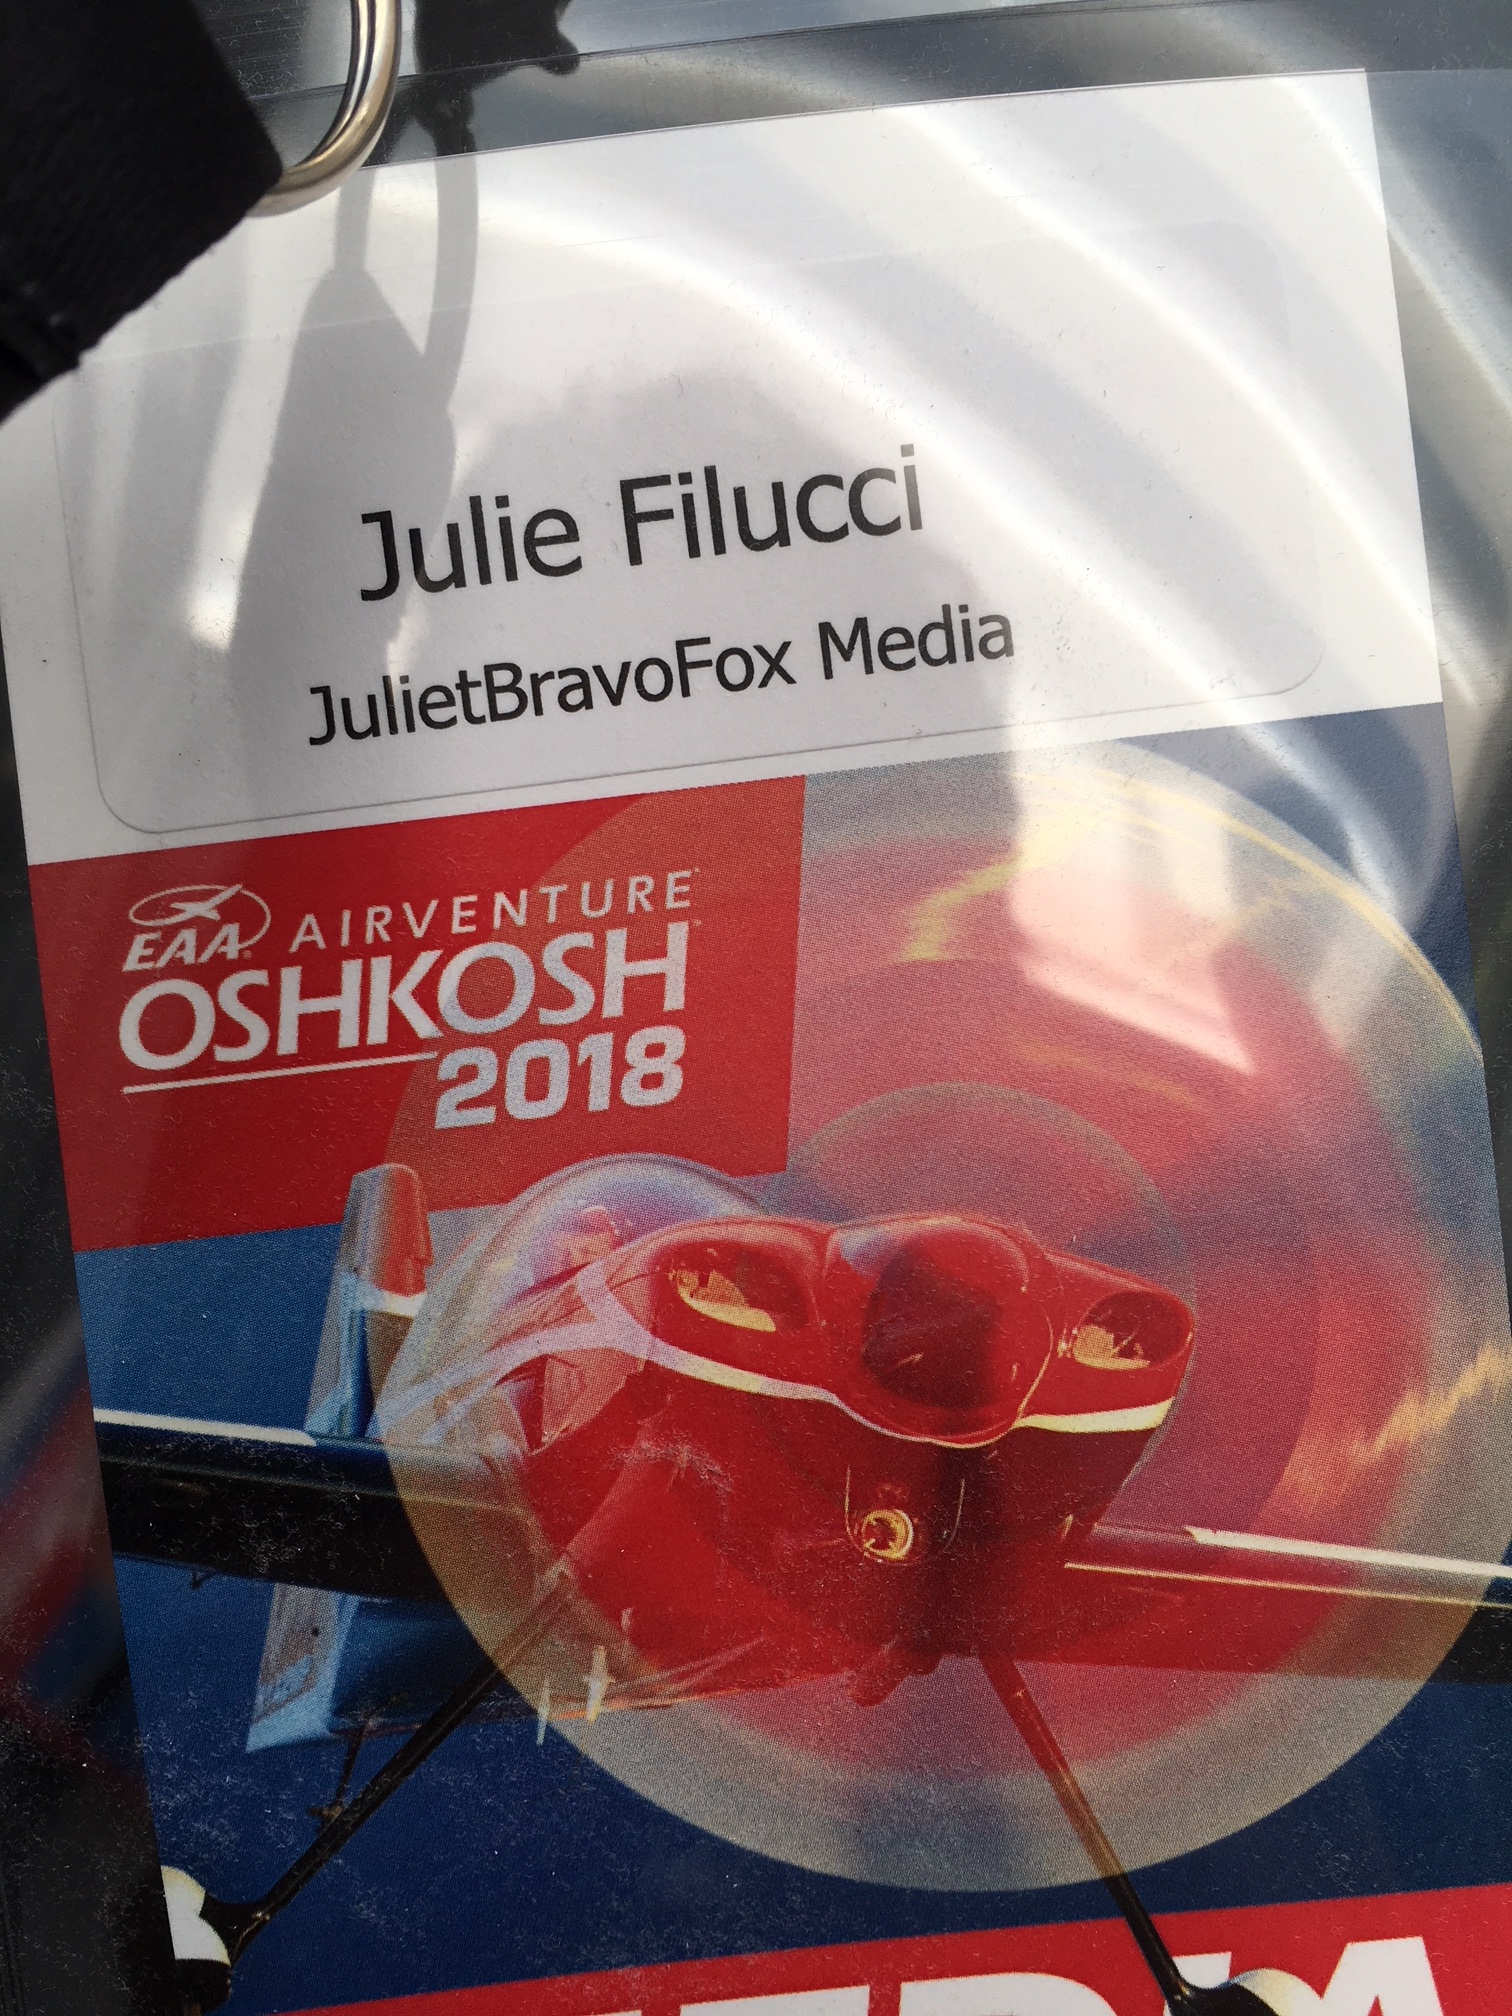 Julie Filucci
JulietBravoFox Media
EAA AIRVENTURE
OSHKOSH
2018